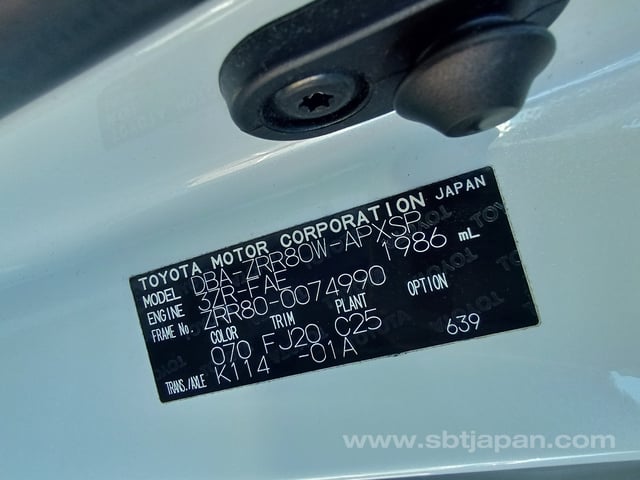 TOYOTA MOTOR CORPORATION JAPAN
MODEL DBA-ZRR80W-APXSP
ENGINE 3ZR-FAE 1986 mL
FRAME No. ZRR80-0074990
COLOR TRIM PLANT OPTION
070 FJ20 C25 639
TRANS./AXLE K114 -01A
www.sbtjapan.com